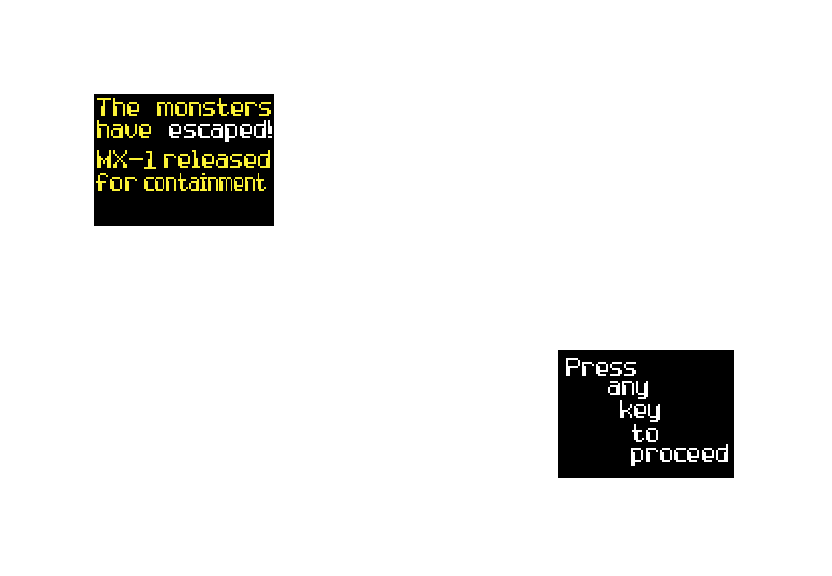 The monsters
have escaped!
MX-1 released
for containment
Press
any
key
to
proceed